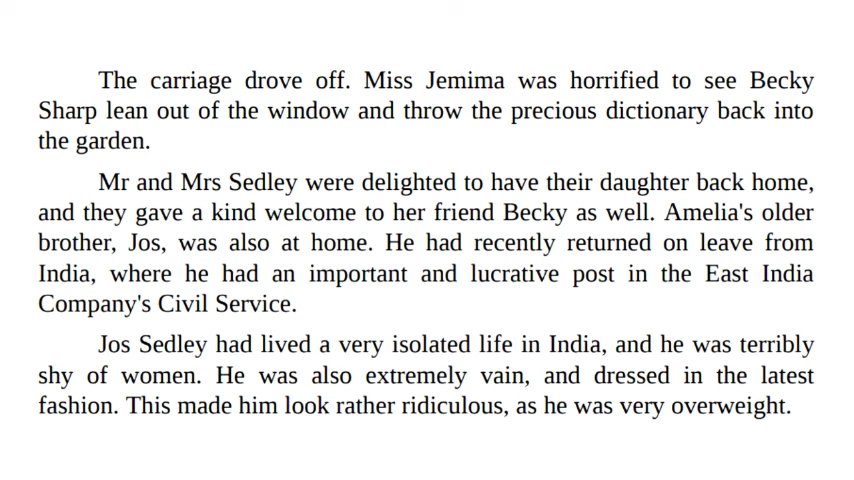 The carriage drove off. Miss Jemima was horrified to see Becky
Sharp lean out of the window and throw the precious dictionary back into
the garden.
Mr and Mrs Sedley were delighted to have their daughter back home,
and they gave a kind welcome to her friend Becky as well. Amelia's older
brother, Jos, was also at home. He had recently returned on leave from
India, where he had an important and lucrative post in the East India
Company's Civil Service.
Jos Sedley had lived a very isolated life in India, and he was terribly
shy of women. He was also extremely vain, and dressed in the latest
fashion. This made him look rather ridiculous, as he was very overweight.